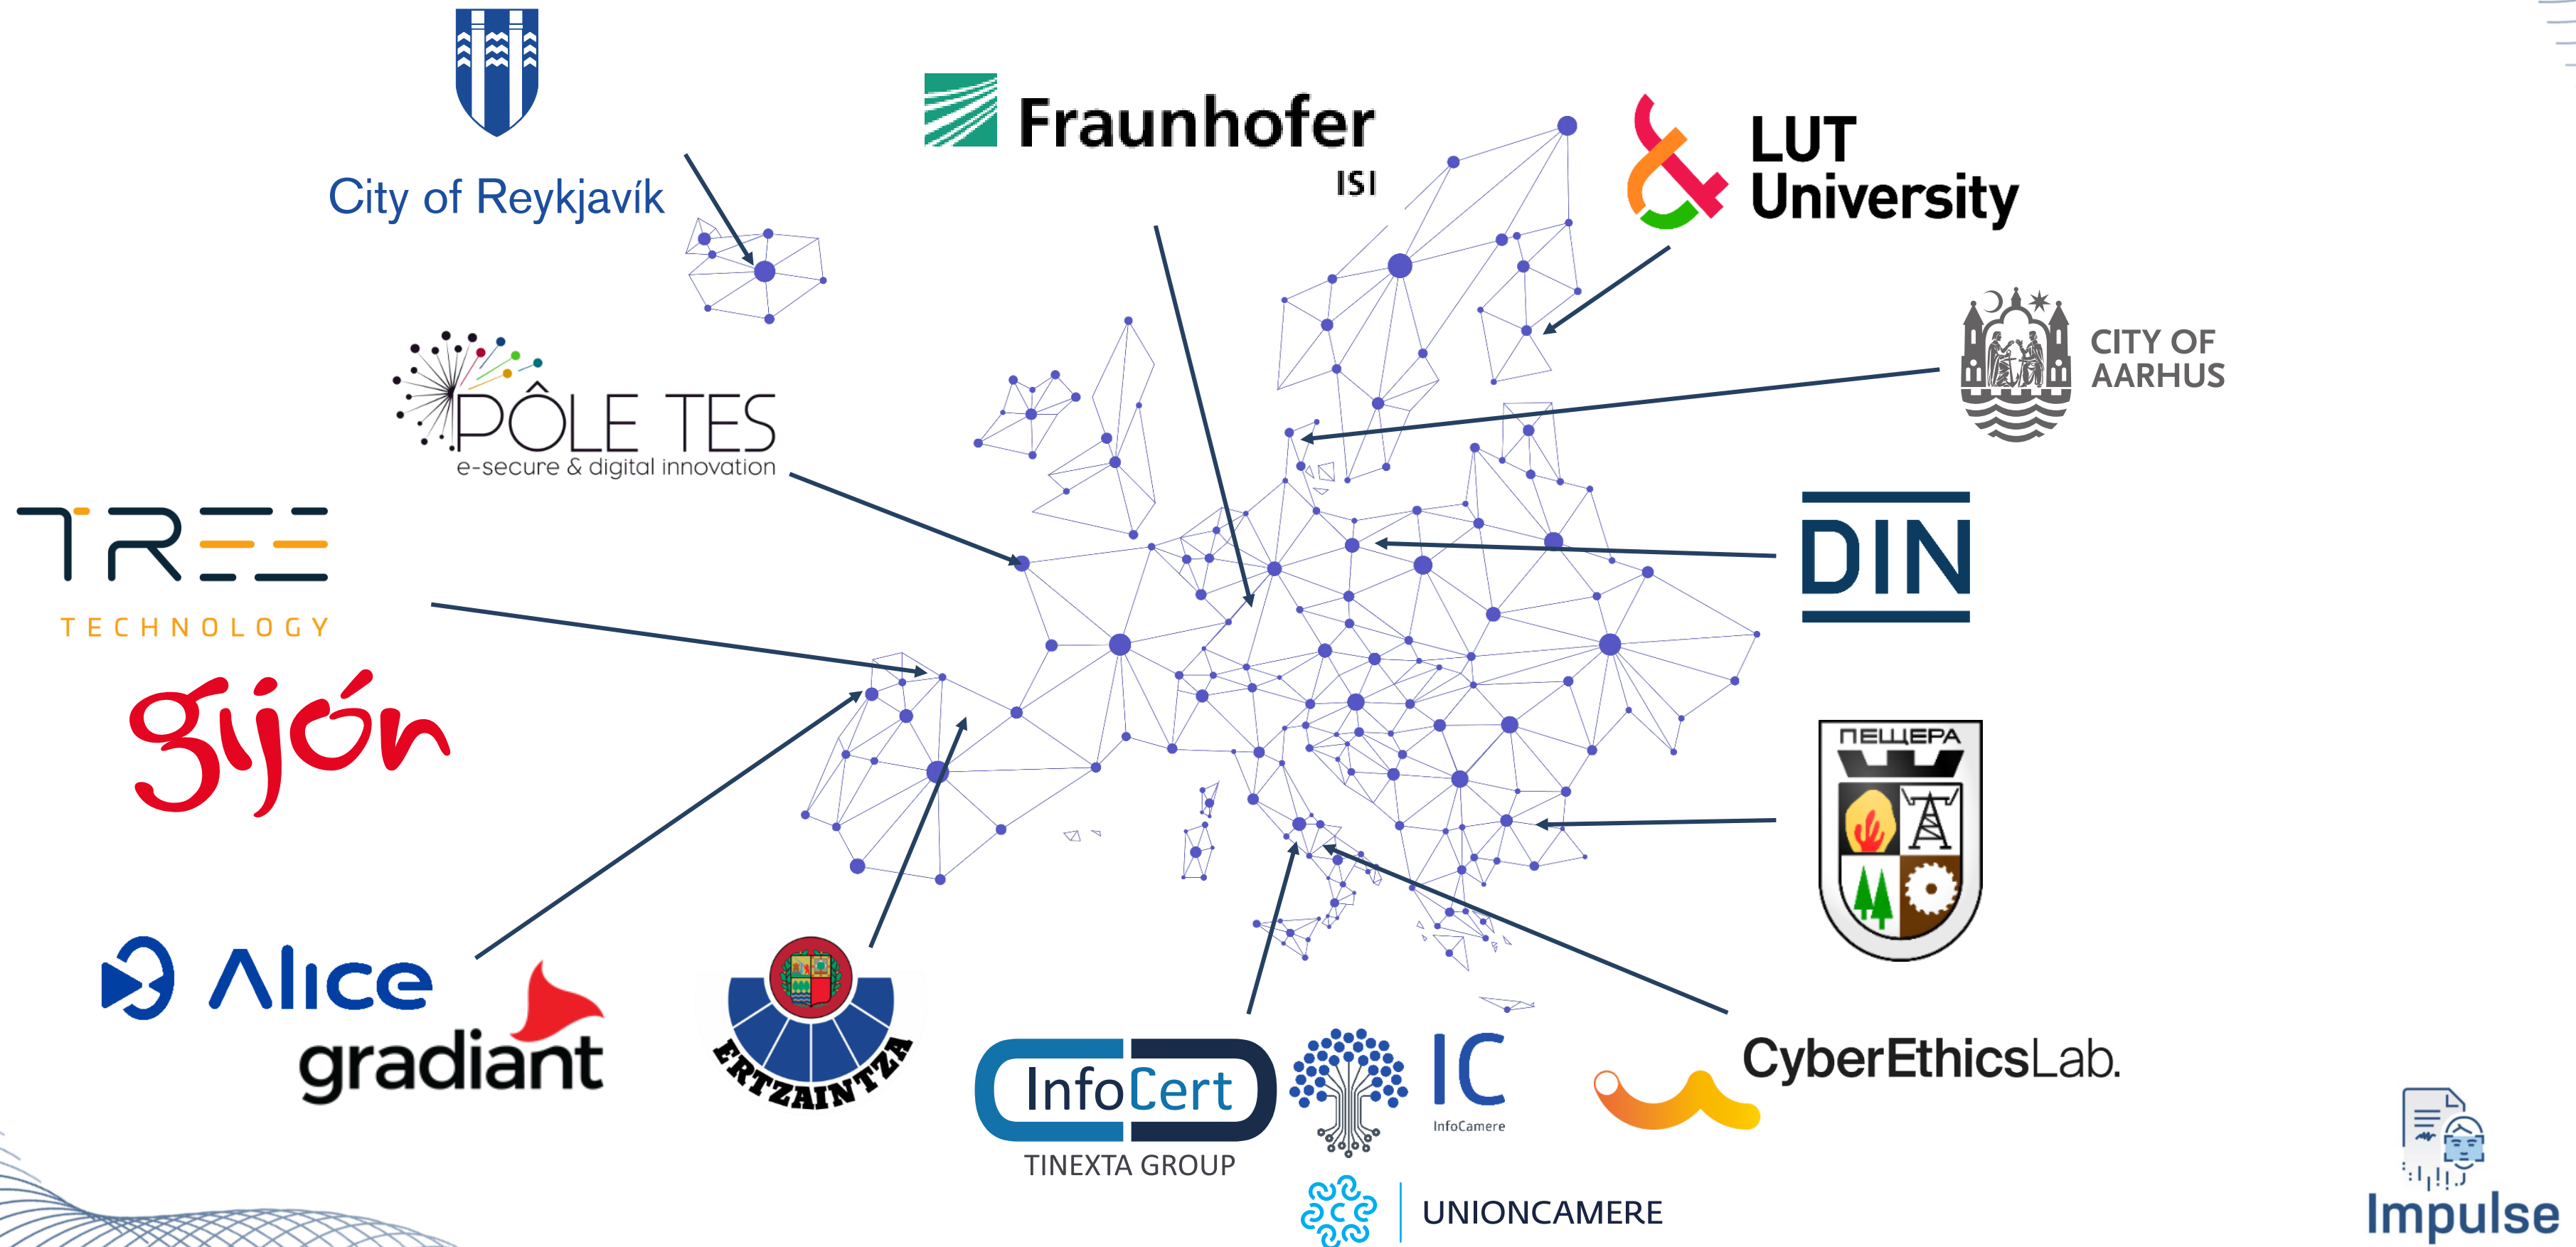 City of Reykjavík
Fraunhofer
ISI
LUT
University
CITY OF
AARHUS
PÔLE TES
e-secure & digital innovation
TREE
TECHNOLOGY
DIN
gijón
ПЕЩЕРА
Alice
gradiant
ERTZAINTZA
InfoCert
TINEXTA GROUP
IC
InfoCamere
CyberEthicsLab.
UNIONCAMERE
Impulse